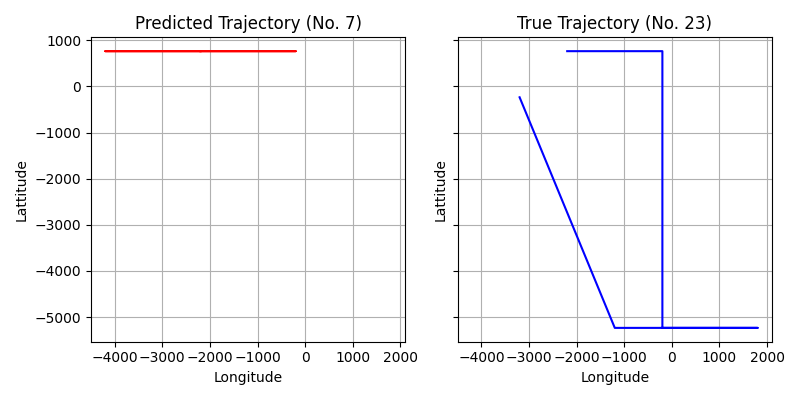 Predicted Trajectory (No. 7)
True Trajectory (No. 23)
1000
0
−1000
−2000
−3000
−4000
−5000
Lattitude
Lattitude
−4000 −3000 −2000 −1000 0 1000 2000
−4000 −3000 −2000 −1000 0 1000 2000
Longitude
Longitude